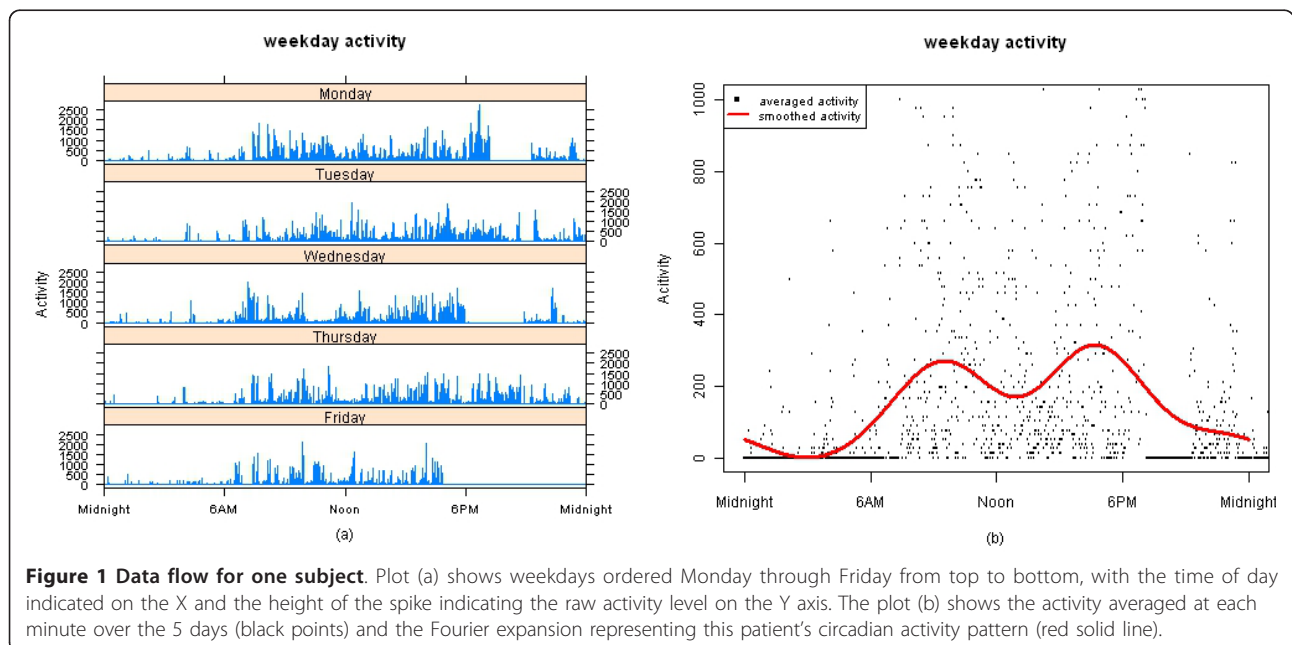 weekday activity
Monday
2500
2000
1500
1000
500
0
Tuesday
2500
2000
1500
1000
500
0
Wednesday
2500
2000
1500
1000
500
0
Thursday
2500
2000
1500
1000
500
0
Friday
2500
2000
1500
1000
500
0
Activity
Midnight 6AM Noon 6PM Midnight
(a)
weekday activity
averaged activity
smoothed activity
1000
800
600
400
200
0
Acitivity
Midnight 6AM Noon 6PM Midnight
(b)
Figure 1 Data flow for one subject. Plot (a) shows weekdays ordered Monday through Friday from top to bottom, with the time of day
indicated on the X and the height of the spike indicating the raw activity level on the Y axis. The plot (b) shows the activity averaged at each
minute over the 5 days (black points) and the Fourier expansion representing this patient's circadian activity pattern (red solid line).